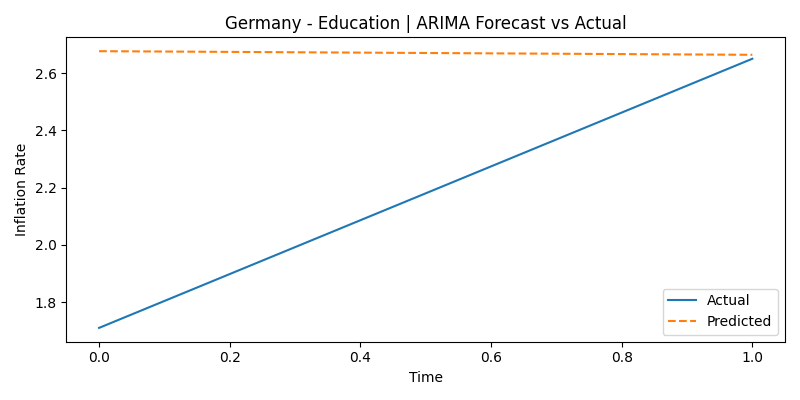 Germany - Education | ARIMA Forecast vs Actual
Inflation Rate
2.6
2.4
2.2
2.0
1.8
Actual
Predicted
0.0 0.2 0.4 0.6 0.8 1.0
Time